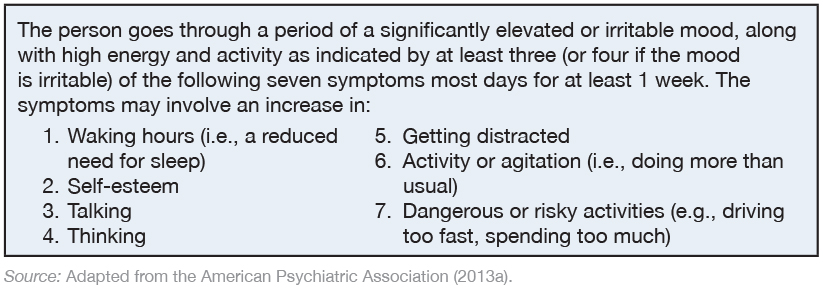 The person goes through a period of a significantly elevated or irritable mood, along
with high energy and activity as indicated by at least three (or four if the mood
is irritable) of the following seven symptoms most days for at least 1 week. The
symptoms may involve an increase in:
1. Waking hours (i.e., a reduced
need for sleep)
2. Self-esteem
3. Talking
4. Thinking
5. Getting distracted
6. Activity or agitation (i.e., doing more than
usual)
7. Dangerous or risky activities (e.g., driving
too fast, spending too much)
Source: Adapted from the American Psychiatric Association (2013a).